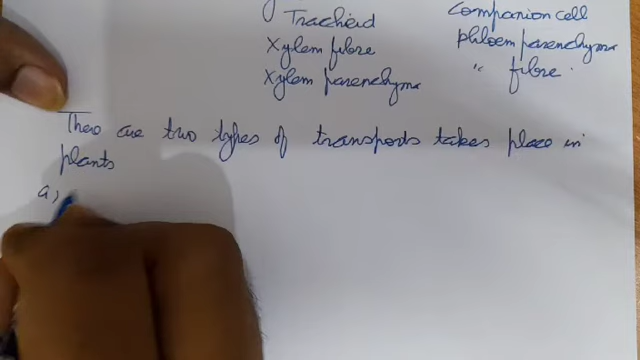 Tracheid Companion cell
Xylem fibre phloem parenchyma
Xylem parenchyma " fibre
There are two types of transports takes place in
plants
a,